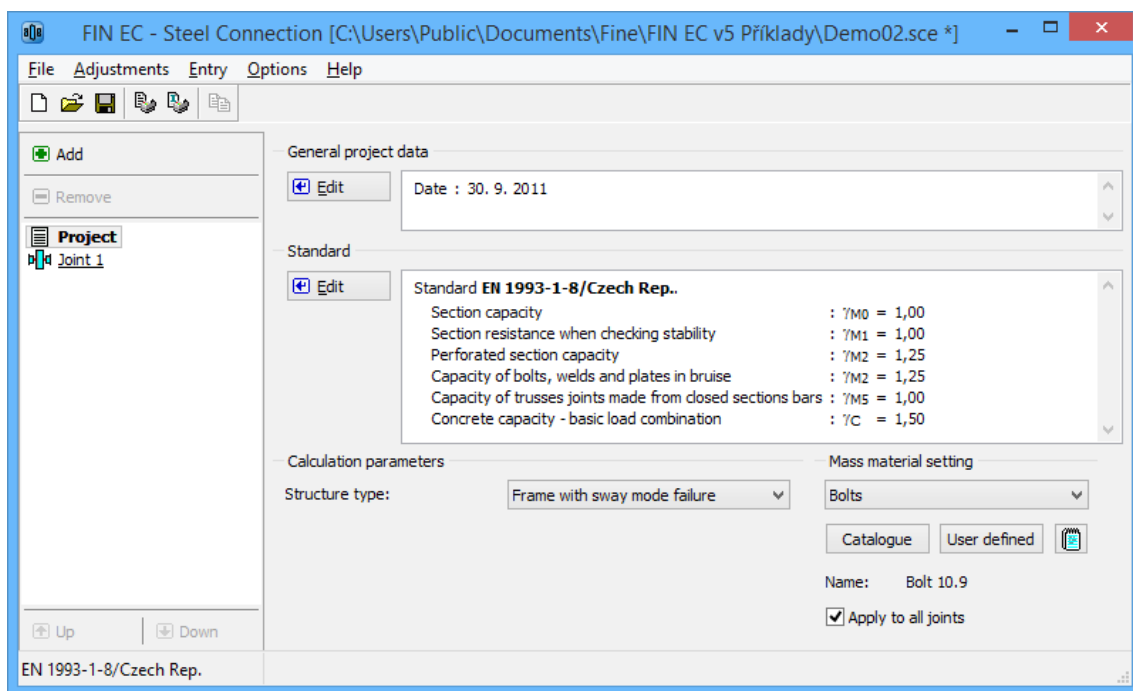 FIN EC - Steel Connection [C:\Users\Public\Documents\Fine\FIN EC v5 Příklady\Demo02.sce *]
File Adjustments Entry Options Help
Add
Remove
Project
Joint 1
Up Down
General project data
Edit
Date : 30. 9. 2011
Standard
Edit
Standard EN 1993-1-8/Czech Rep..
Section capacity : γM0 = 1,00
Section resistance when checking stability : γM1 = 1,00
Perforated section capacity : γM2 = 1,25
Capacity of bolts, welds and plates in bruise : γM2 = 1,25
Capacity of trusses joints made from closed sections bars : γM5 = 1,00
Concrete capacity - basic load combination : γC = 1,50
Calculation parameters
Structure type: Frame with sway mode failure
Mass material setting
Bolts
Catalogue User defined
Name: Bolt 10.9
Apply to all joints
EN 1993-1-8/Czech Rep.